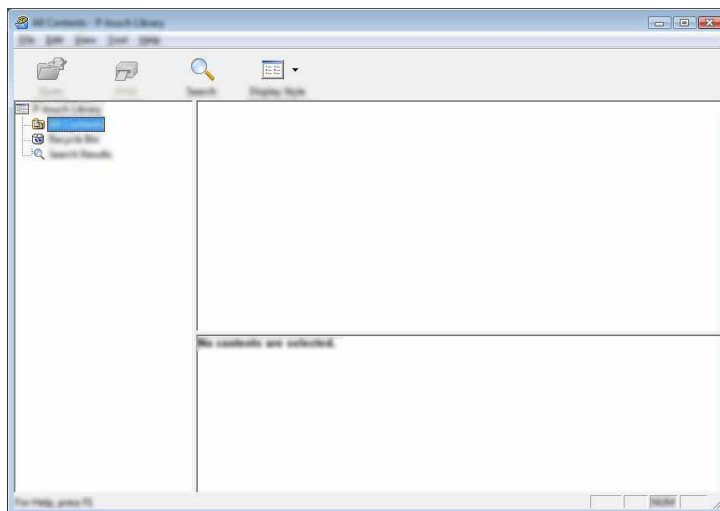 All Contents - P-touch Library
File Edit View Tool Help
Open Print Search Display Style
P-touch Library
All Contents
Recycle Bin
Search Results
No contents are selected.
For Help, press F1
NUM